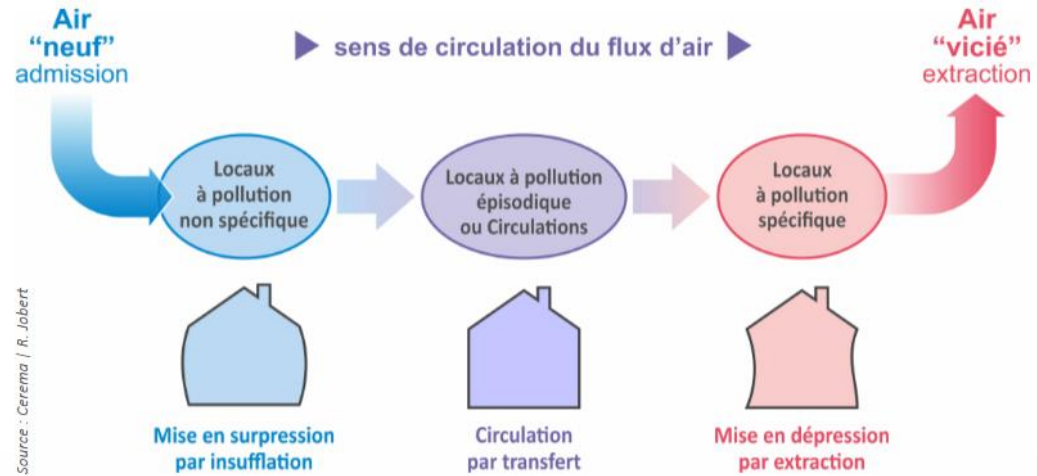 Air
“neuf”
admission
sens de circulation du flux d’air
Air
“vicié”
extraction
Locaux
à pollution
non spécifique
Locaux à pollution
épisodique
ou Circulations
Locaux
à pollution
spécifique
Mise en surpression
par insufflation
Circulation
par transfert
Mise en dépression
par extraction
Source : Cerema | R. Jobert